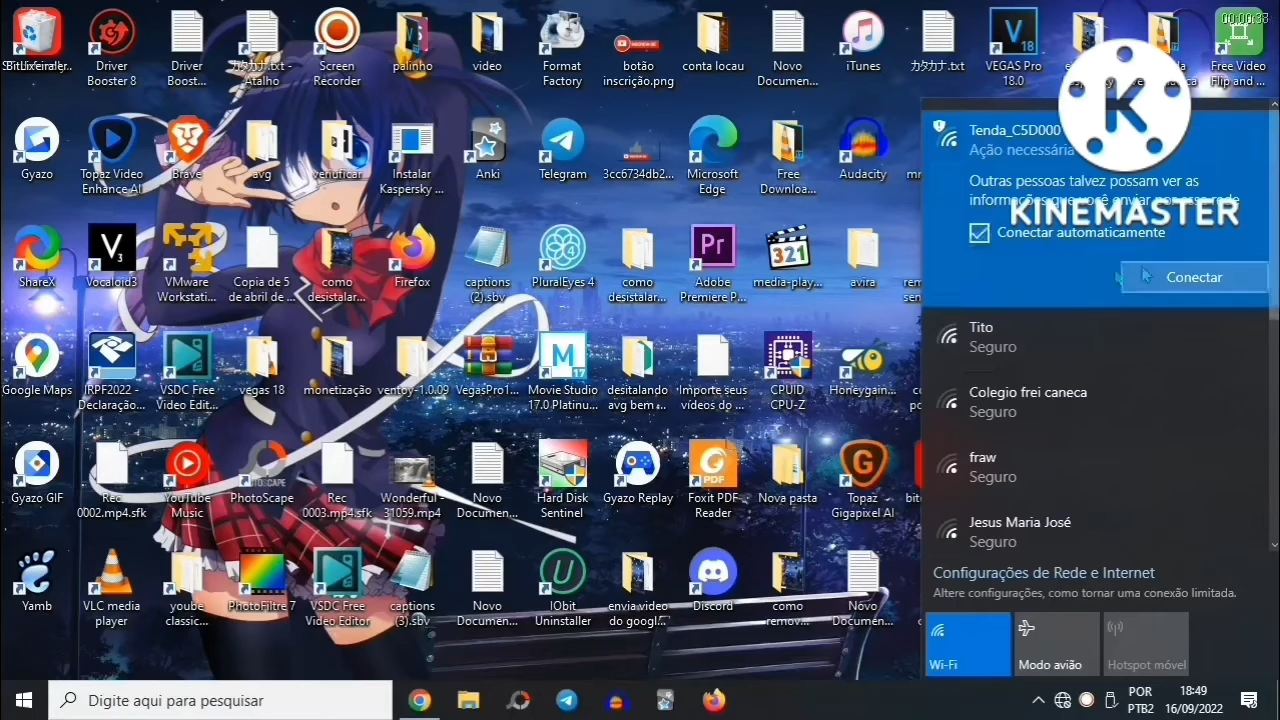 Driver
Booster 8
Driver
Boost...
カタカナ.txt -
Atalho
Screen
Recorder
palinho
video
Format
Factory
botão
inscrição.png
conta locau
Novo
Documen...
iTunes
カタカナ.txt
VEGAS Pro
18.0
Free Video
Flip and ...
Gyazo
Topaz Video
Enhance AI
Brave
avg
Instalar
Kaspersky ...
Anki
Telegram
3cc6734db2...
Microsoft
Edge
Free
Downloa...
Audacity
ShareX
Vocaloid3
VMware
Workstati...
Copia de 5
de abril de ...
como
desistalar...
Firefox
captions
(2).sbv
PluralEyes 4
como
desistalar...
Adobe
Premiere P...
media-play...
avira
Google Maps
IRPF2022 -
Declaração...
VSDC Free
Video Edit...
vegas 18
monetização
ventoy-1.0.09
VegasPro1...
Movie Studio
17.0 Platinu...
desitalando
avg bem ...
Importe seus
vídeos do ...
CPUID
CPU-Z
Honeygain...
Gyazo GIF
Rec
0002.mp4.sfk
YouTube
Music
PhotoScape
Rec
0003.mp4.sfk
Wonderful -
31059.mp4
Novo
Documen...
Hard Disk
Sentinel
Gyazo Replay
Foxit PDF
Reader
Nova pasta
Topaz
Gigapixel AI
VLC media
player
yoube
classic...
PhotoFiltre 7
VSDC Free
Video Editor
captions
(3).sbv
Novo
Documen...
IObit
Uninstaller
envia video
do googl...
Discord
como
remov...
Novo
Documen...
Tenda_C5D000
Ação necessária
Outras pessoas talvez possam ver as
informações que você enviar por essa rede
KINEMASTER
Conectar automaticamente
Conectar
Tito
Seguro
Colegio frei caneca
Seguro
fraw
Seguro
Jesus Maria José
Seguro
Configurações de Rede e Internet
Altere configurações, como tornar uma conexão limitada.
Wi-Fi
Modo avião
Hotspot móvel
Digite aqui para pesquisar
POR
PTB2
18:49
16/09/2022